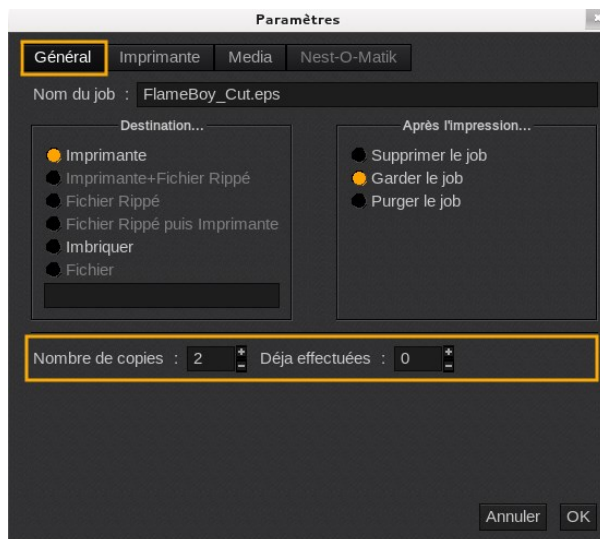 Paramètres
Général Imprimante Media Nest-O-Matik
Nom du job : FlameBoy_Cut.eps
Destination...
Imprimante
Imprimante+Fichier Rippé
Fichier Rippé
Fichier Rippé puis Imprimante
Imbriquer
Fichier
Après l'impression...
Supprimer le job
Garder le job
Purger le job
Nombre de copies : 2 Déja effectuées : 0
Annuler OK